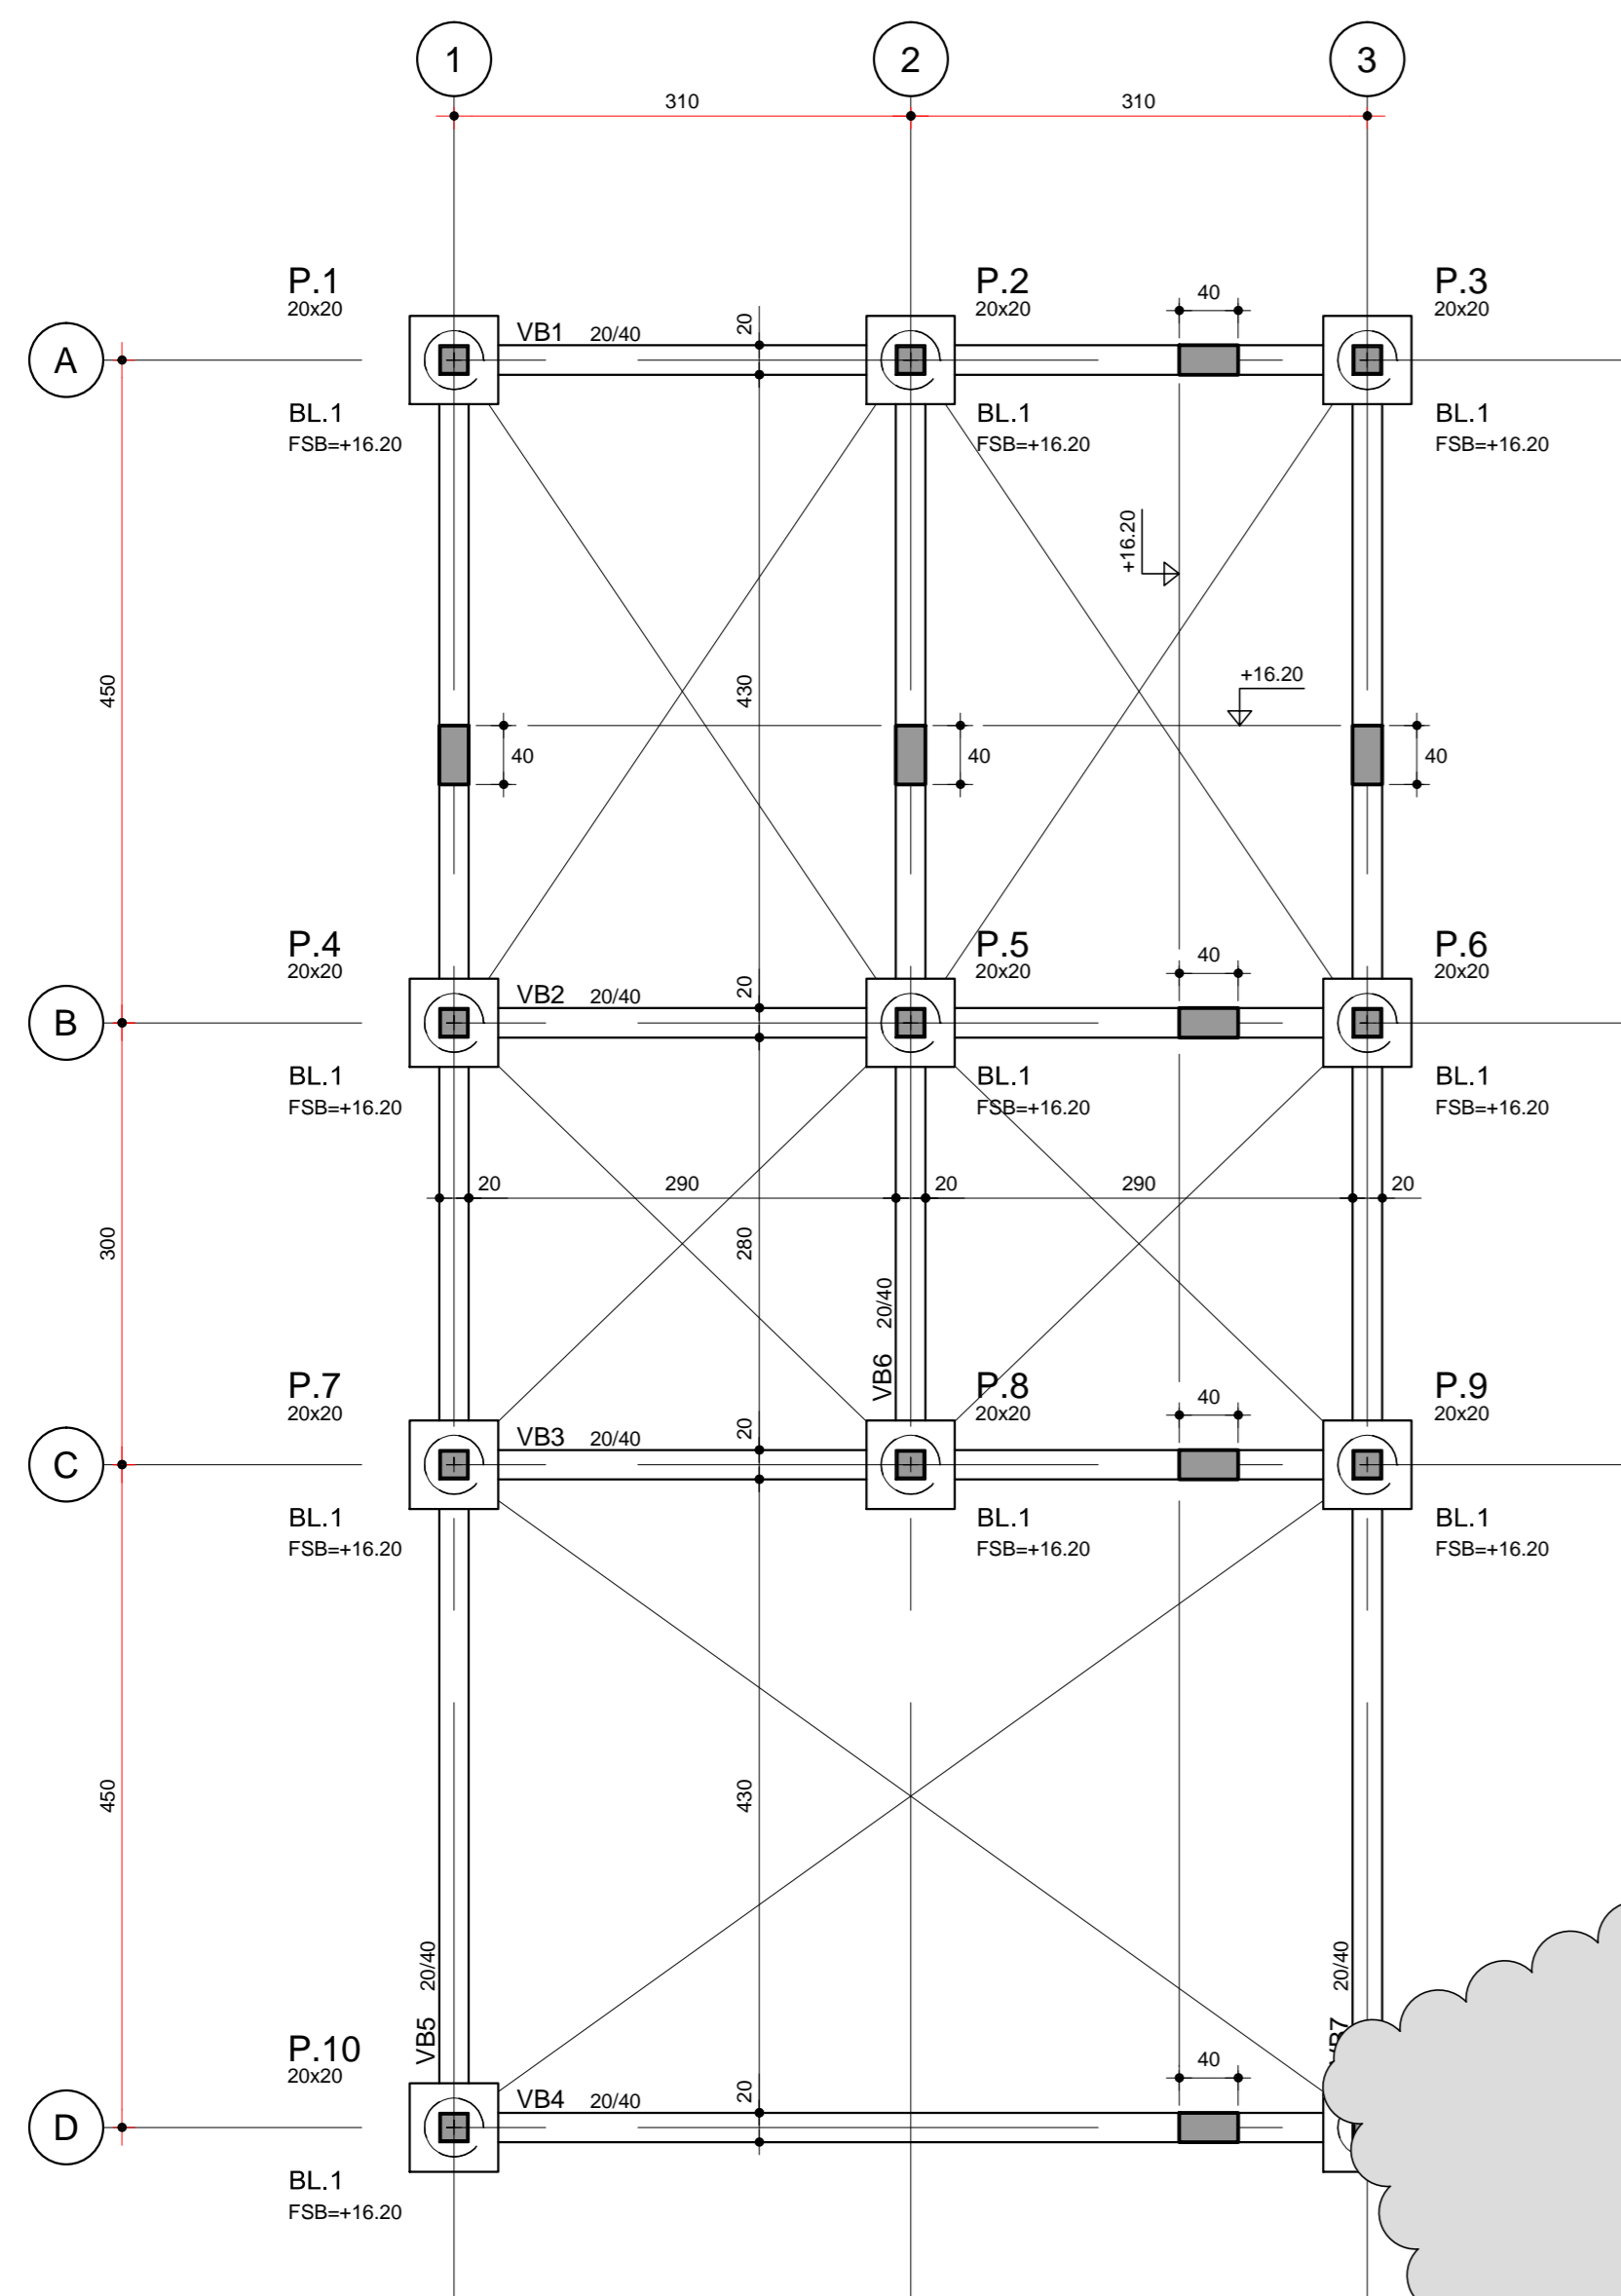 1
2
3
310
310
P.1
20x20
P.2
20x20
40
P.3
20x20
A
VB1 20/40
20
BL.1
FSB=+16.20
BL.1
FSB=+16.20
BL.1
FSB=+16.20
+16.20
+16.20
450
430
40
40
40
P.4
20x20
P.5
20x20
40
P.6
20x20
B
VB2 20/40
20
BL.1
FSB=+16.20
BL.1
FSB=+16.20
BL.1
FSB=+16.20
20
290
20
290
20
300
280
VB6 20/40
P.7
20x20
P.8
20x20
40
P.9
20x20
C
VB3 20/40
20
BL.1
FSB=+16.20
BL.1
FSB=+16.20
BL.1
FSB=+16.20
450
430
VB5 20/40
20/40
P.10
20x20
40
D
VB4 20/40
20
BL.1
FSB=+16.20